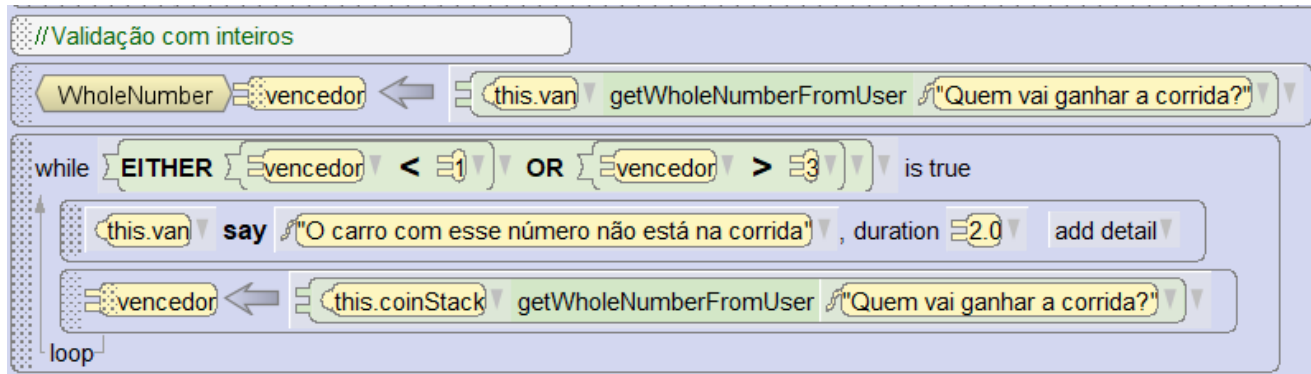 //Validação com inteiros
WholeNumber vencedor this.van getWholeNumberFromUser "Quem vai ganhar a corrida?"
while EITHER vencedor < 1 OR vencedor > 3 is true
this.van say "O carro com esse número não está na corrida" , duration 2.0 add detail
vencedor this.coinStack getWholeNumberFromUser "Quem vai ganhar a corrida?"
loop